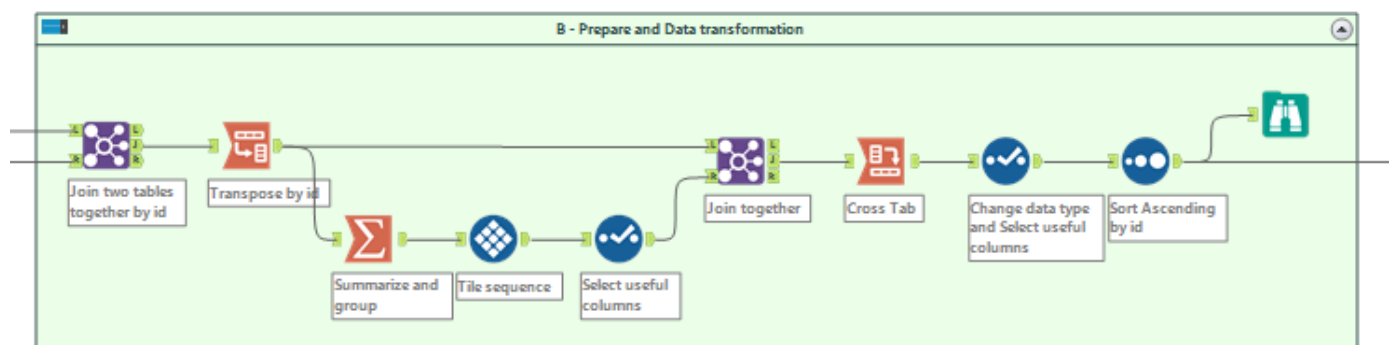 B - Prepare and Data transformation
L
R
L
J
R
Join two tables
together by id
Transpose by id
L
R
L
J
R
Join together
Cross Tab
Change data type
and Select useful
columns
Sort Ascending
by id
Σ
Summarize and
group
Tile sequence
Select useful
columns